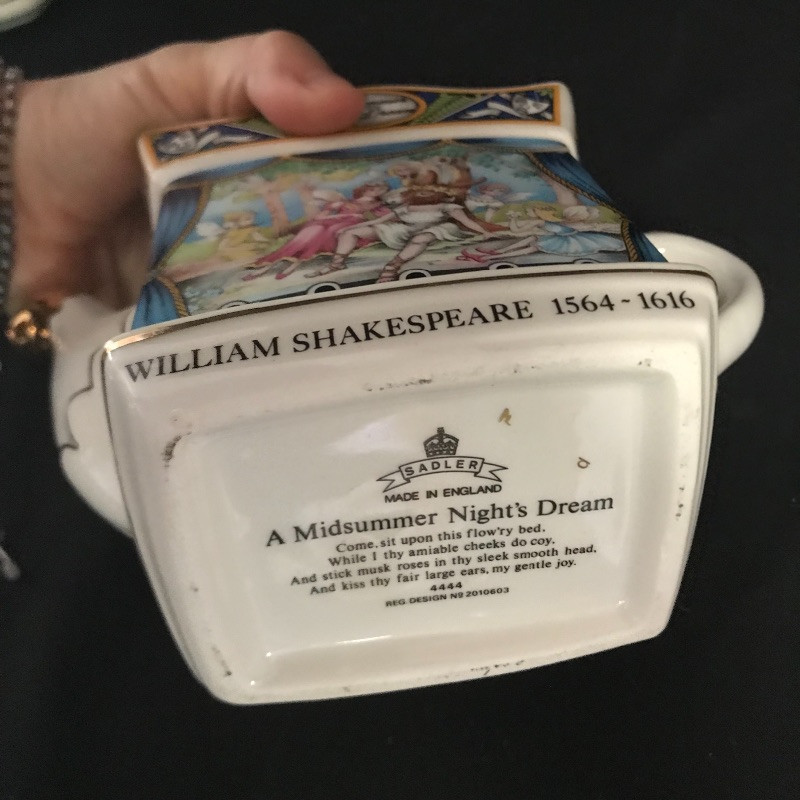 WILLIAM SHAKESPEARE 1564~1616
SADLER
MADE IN ENGLAND
A Midsummer Night's Dream
Come, sit upon this flow'ry bed.
While I thy amiable cheeks do coy.
And stick musk roses in thy sleek smooth head,
And kiss thy fair large ears, my gentle joy.
4444
REG. DESIGN Nº 2010603